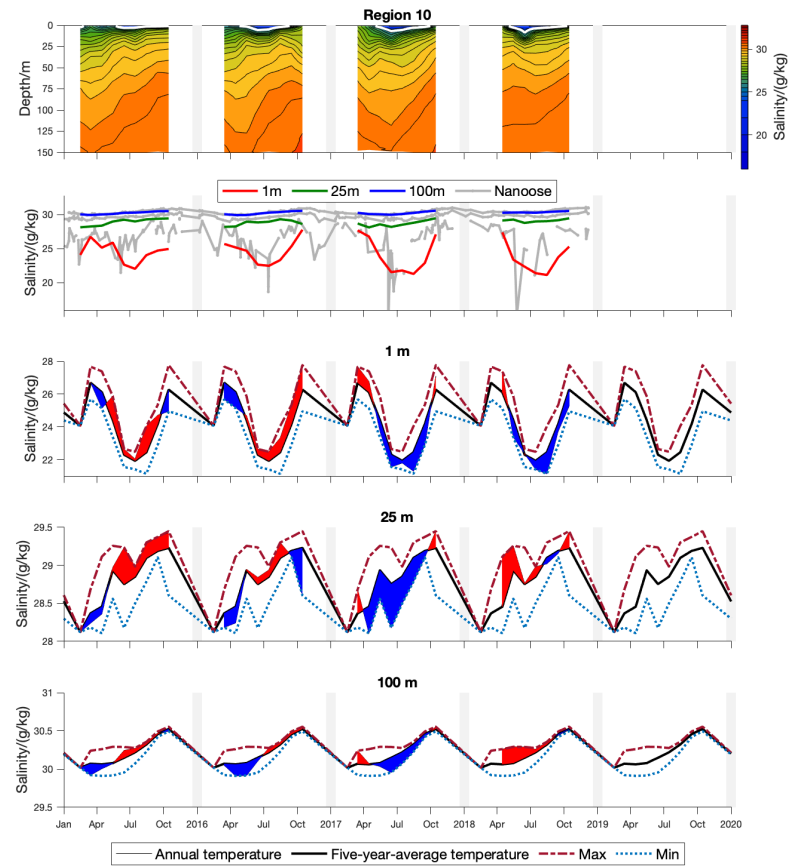 Region 10
0
25
50
75
100
125
150
Depth/m
30
20
Salinity/(g/kg)
1m 25m 100m Nanoose
30
25
20
Salinity/(g/kg)
1 m
28
26
24
22
Salinity/(g/kg)
25 m
29.5
29
28.5
28
Salinity/(g/kg)
100 m
31
30.5
30
29.5
Salinity/(g/kg)
Jan Apr Jul Oct 2016 Apr Jul Oct 2017 Apr Jul Oct 2018 Apr Jul Oct 2019 Apr Jul Oct 2020
Annual temperature Five-year-average temperature Max Min